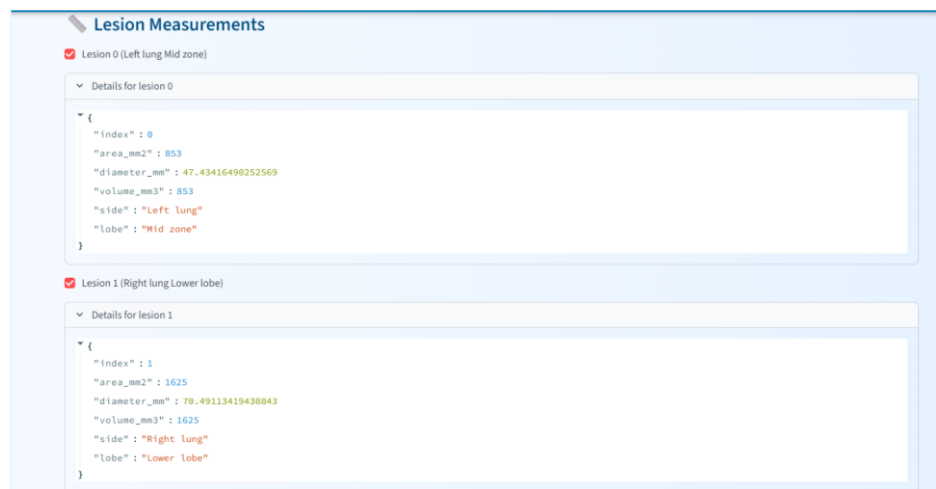 Lesion Measurements
Lesion 0 (Left lung Mid zone)
Details for lesion 0
{
"index" : 0
"area_mm2" : 853
"diameter_mm" : 47.43416490252569
"volume_mm3" : 853
"side" : "Left lung"
"lobe" : "Mid zone"
}
Lesion 1 (Right lung Lower lobe)
Details for lesion 1
{
"index" : 1
"area_mm2" : 1625
"diameter_mm" : 70.49113419430843
"volume_mm3" : 1625
"side" : "Right lung"
"lobe" : "Lower lobe"
}